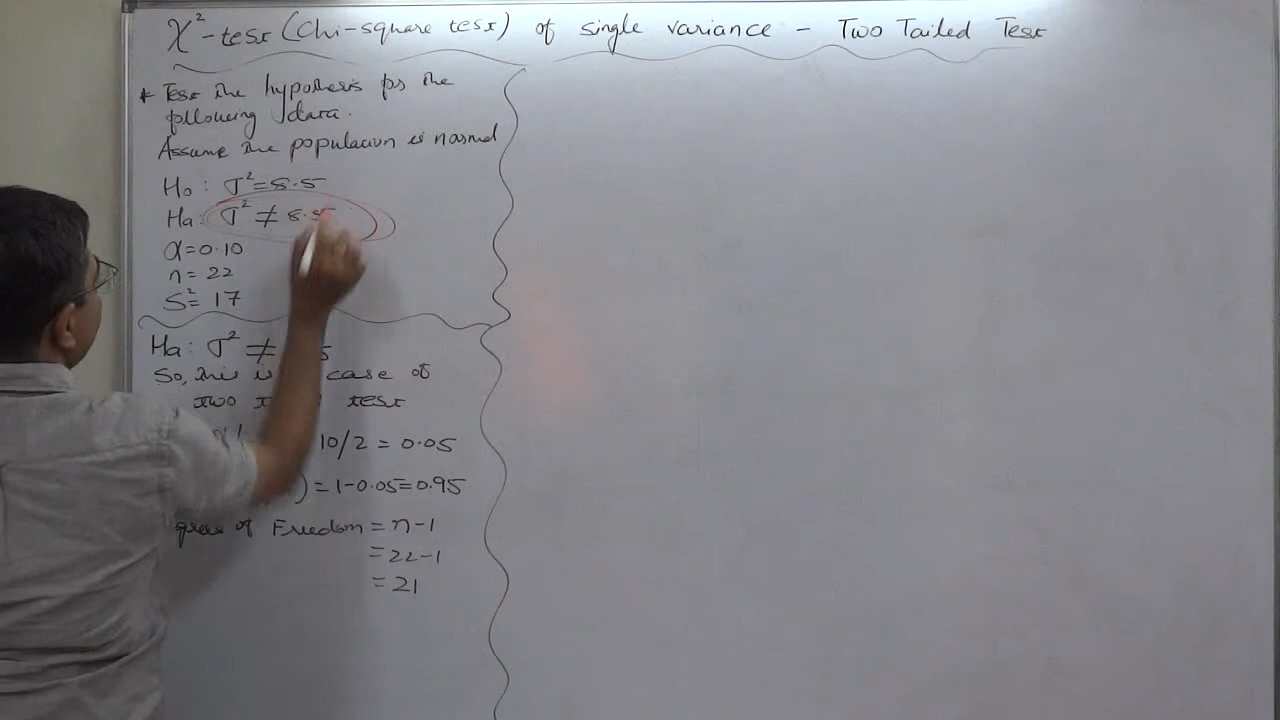 χ²-test (Chi-square test) of single variance - Two Tailed Test
* Test the hypothesis for the
following data.
Assume the population is normal
H₀ : σ² = 8.5
Ha : σ² ≠ 8.5
α = 0.10
n = 22
S² = 17
Ha : σ² ≠
So, this is case of
two test
10/2 = 0.05
) = 1-0.05 = 0.95
of Freedom = n-1
= 22-1
= 21